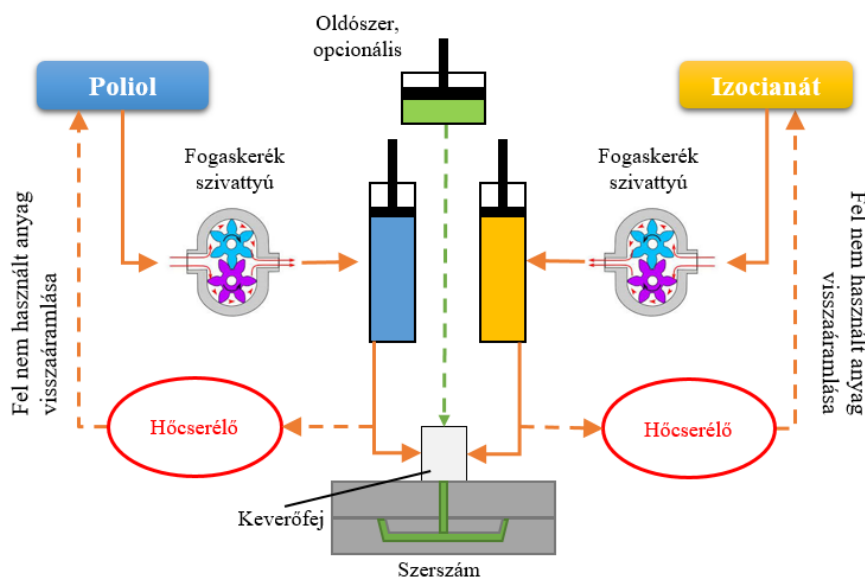 Oldószer,
opcionális
Poliol
Izocianát
Fogaskerék
szivattyú
Fogaskerék
szivattyú
Fel nem használt anyag
visszaáramlása
Fel nem használt anyag
visszaáramlása
Hőcserélő
Hőcserélő
Keverőfej
Szerszám